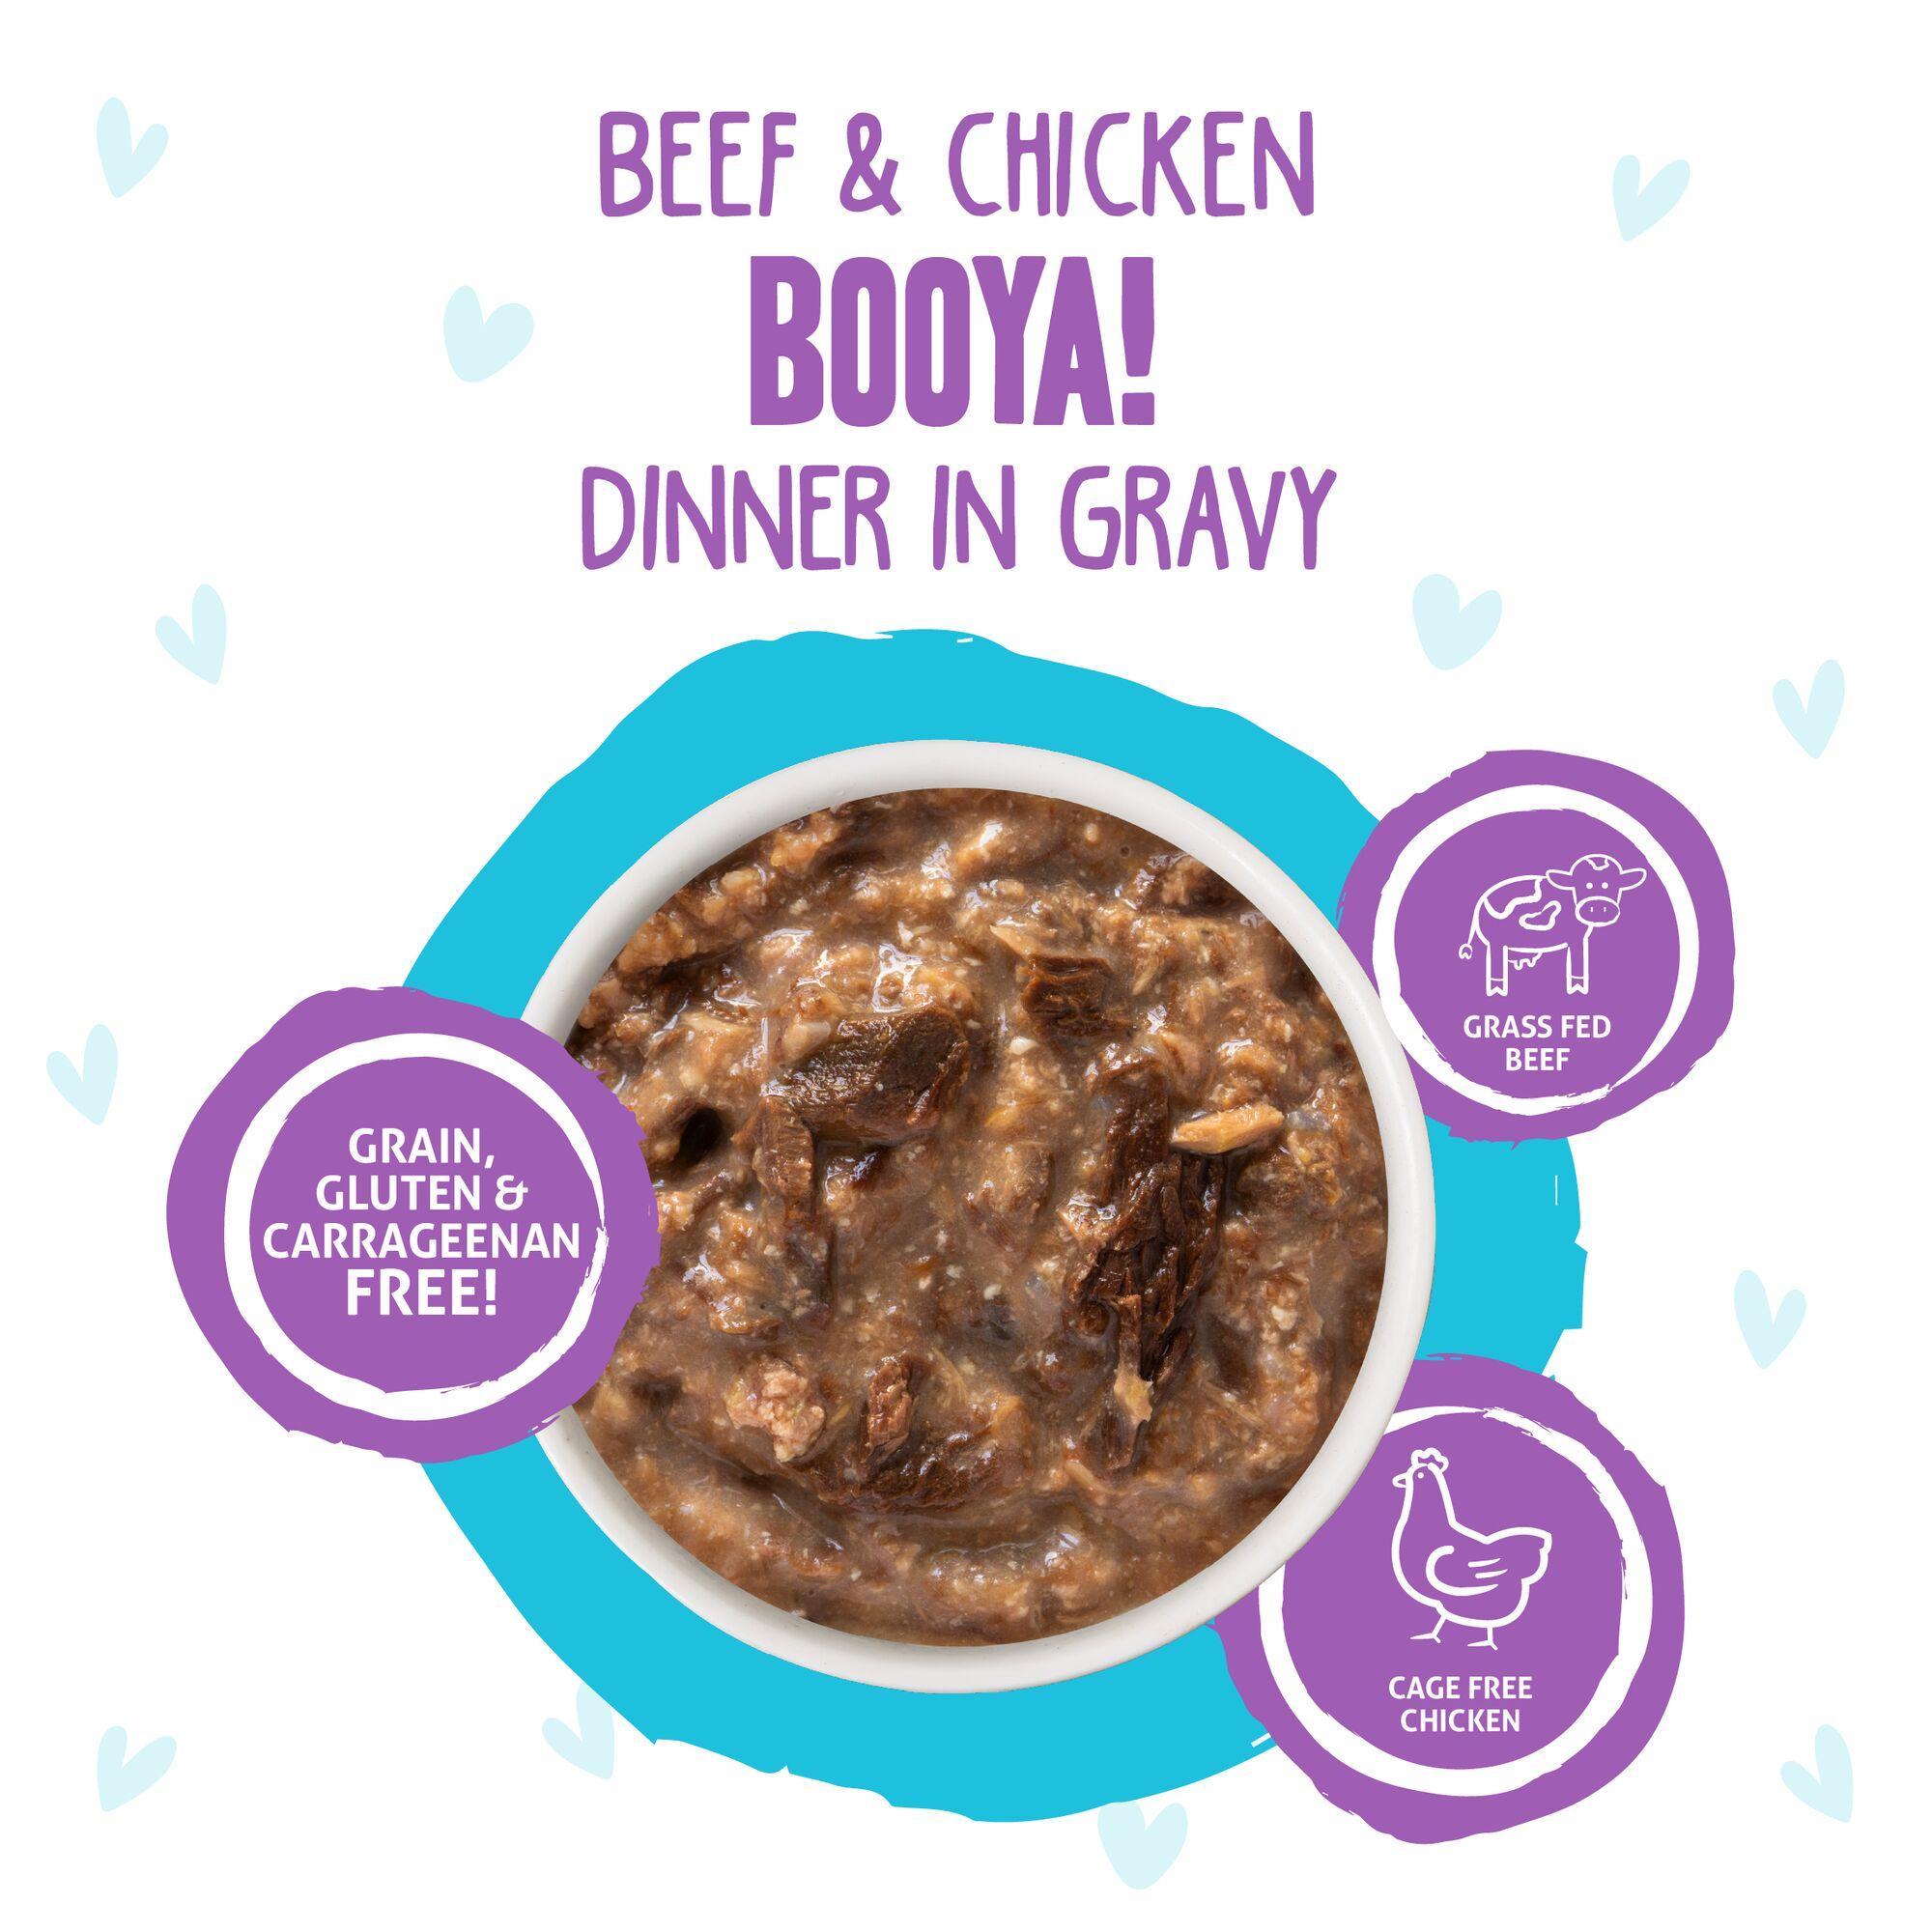 BEEF & CHICKEN
BOOYA!
DINNER IN GRAVY
GRASS FED
BEEF
GRAIN,
GLUTEN &
CARRAGEENAN
FREE!
CAGE FREE
CHICKEN